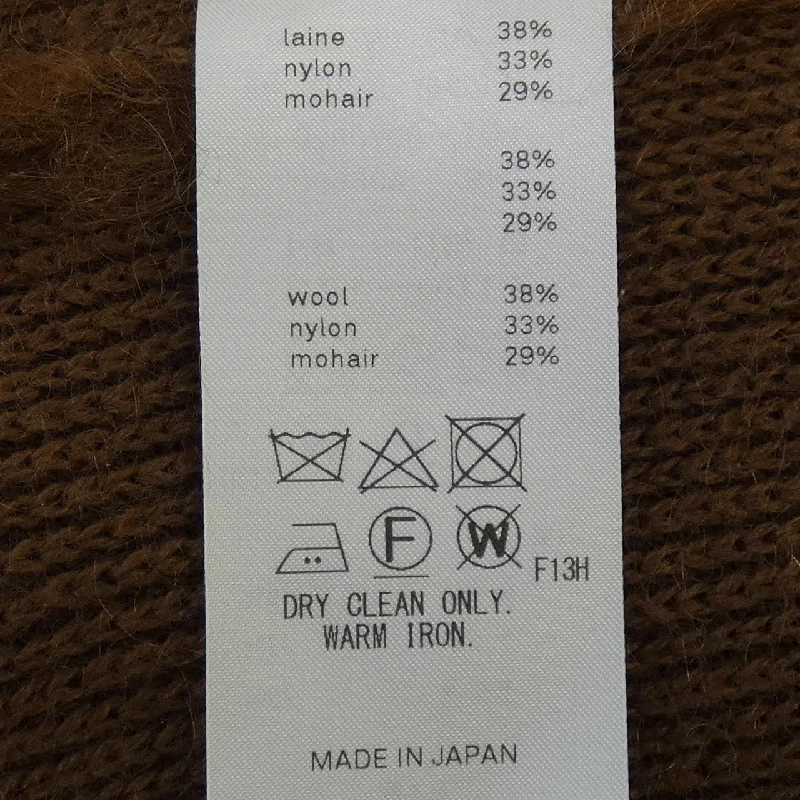 laine 38%
nylon 33%
mohair 29%
38%
33%
29%
wool 38%
nylon 33%
mohair 29%
F W F13H
DRY CLEAN ONLY.
WARM IRON.
MADE IN JAPAN